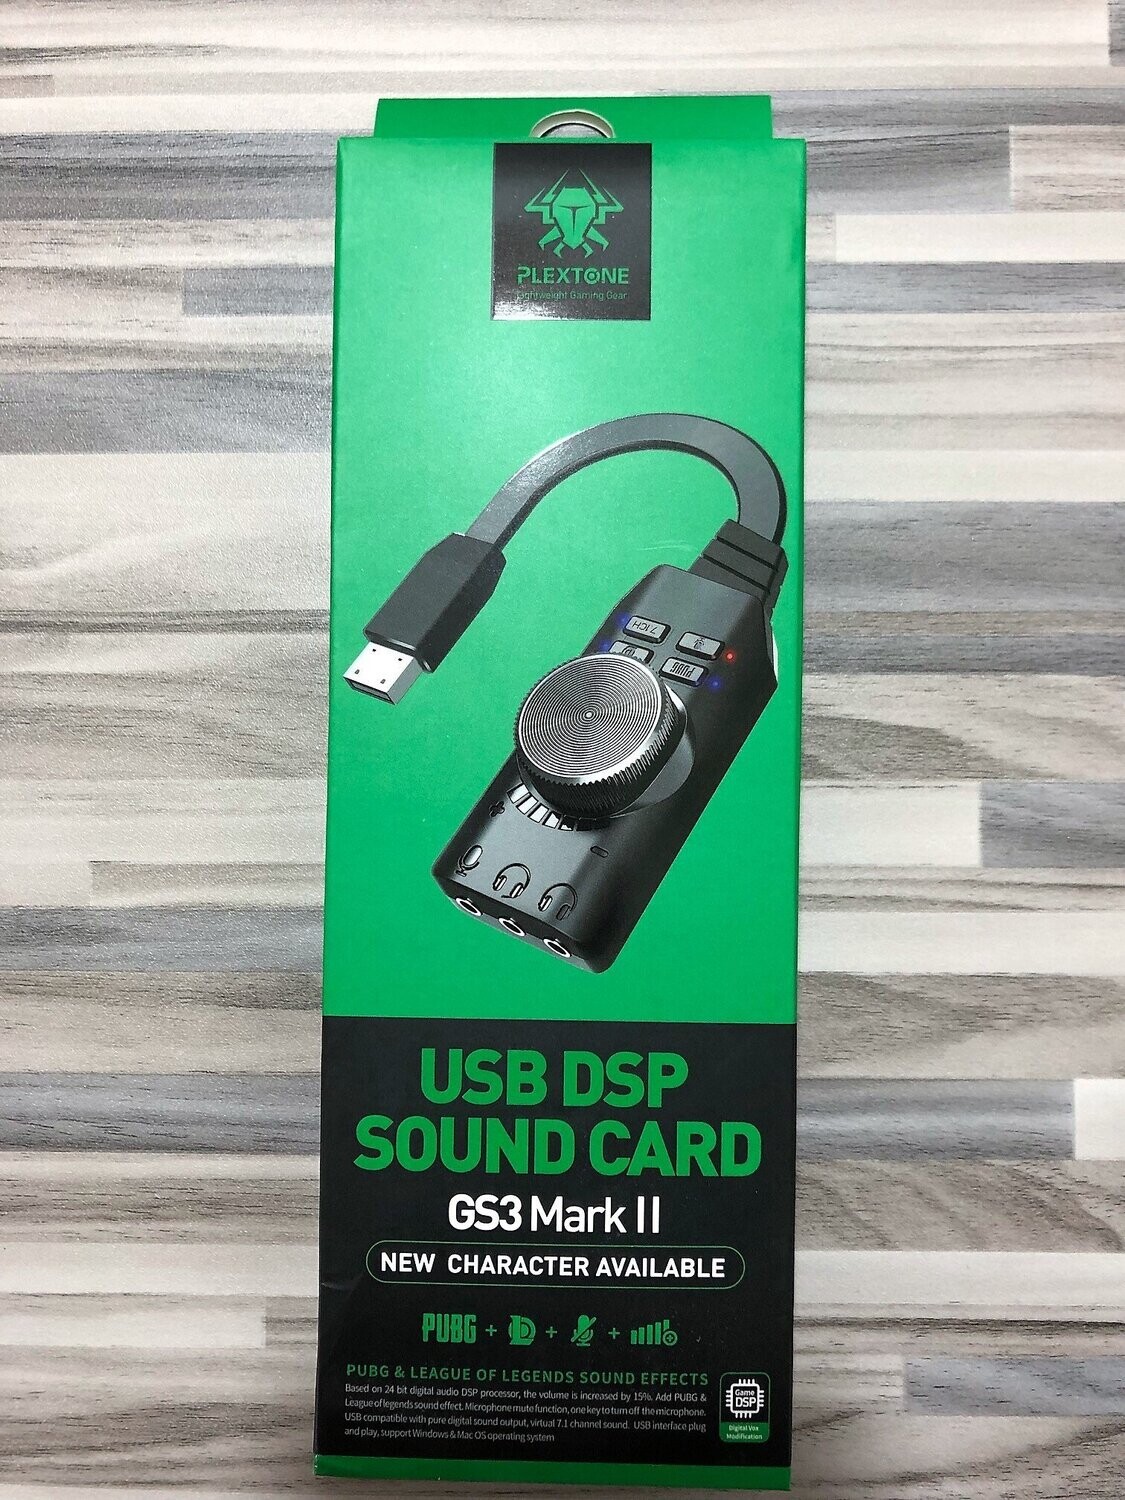 PLEXTONE
Lightweight Gaming Gear
7.1CH
PUBG
USB DSP
SOUND CARD
GS3 Mark II
NEW CHARACTER AVAILABLE
PUBG + + +
PUBG & LEAGUE OF LEGENDS SOUND EFFECTS
Based on 24 bit digital audio DSP processor, the volume is increased by 15%. Add PUBG &
League of legends sound effect. Microphone mute function, one key to turn off the microphone.
USB compatible with pure digital sound output, virtual 7.1 channel sound. USB interface plug
and play, support Windows & Mac OS operating system
Game
DSP
Digital Vox
Modification